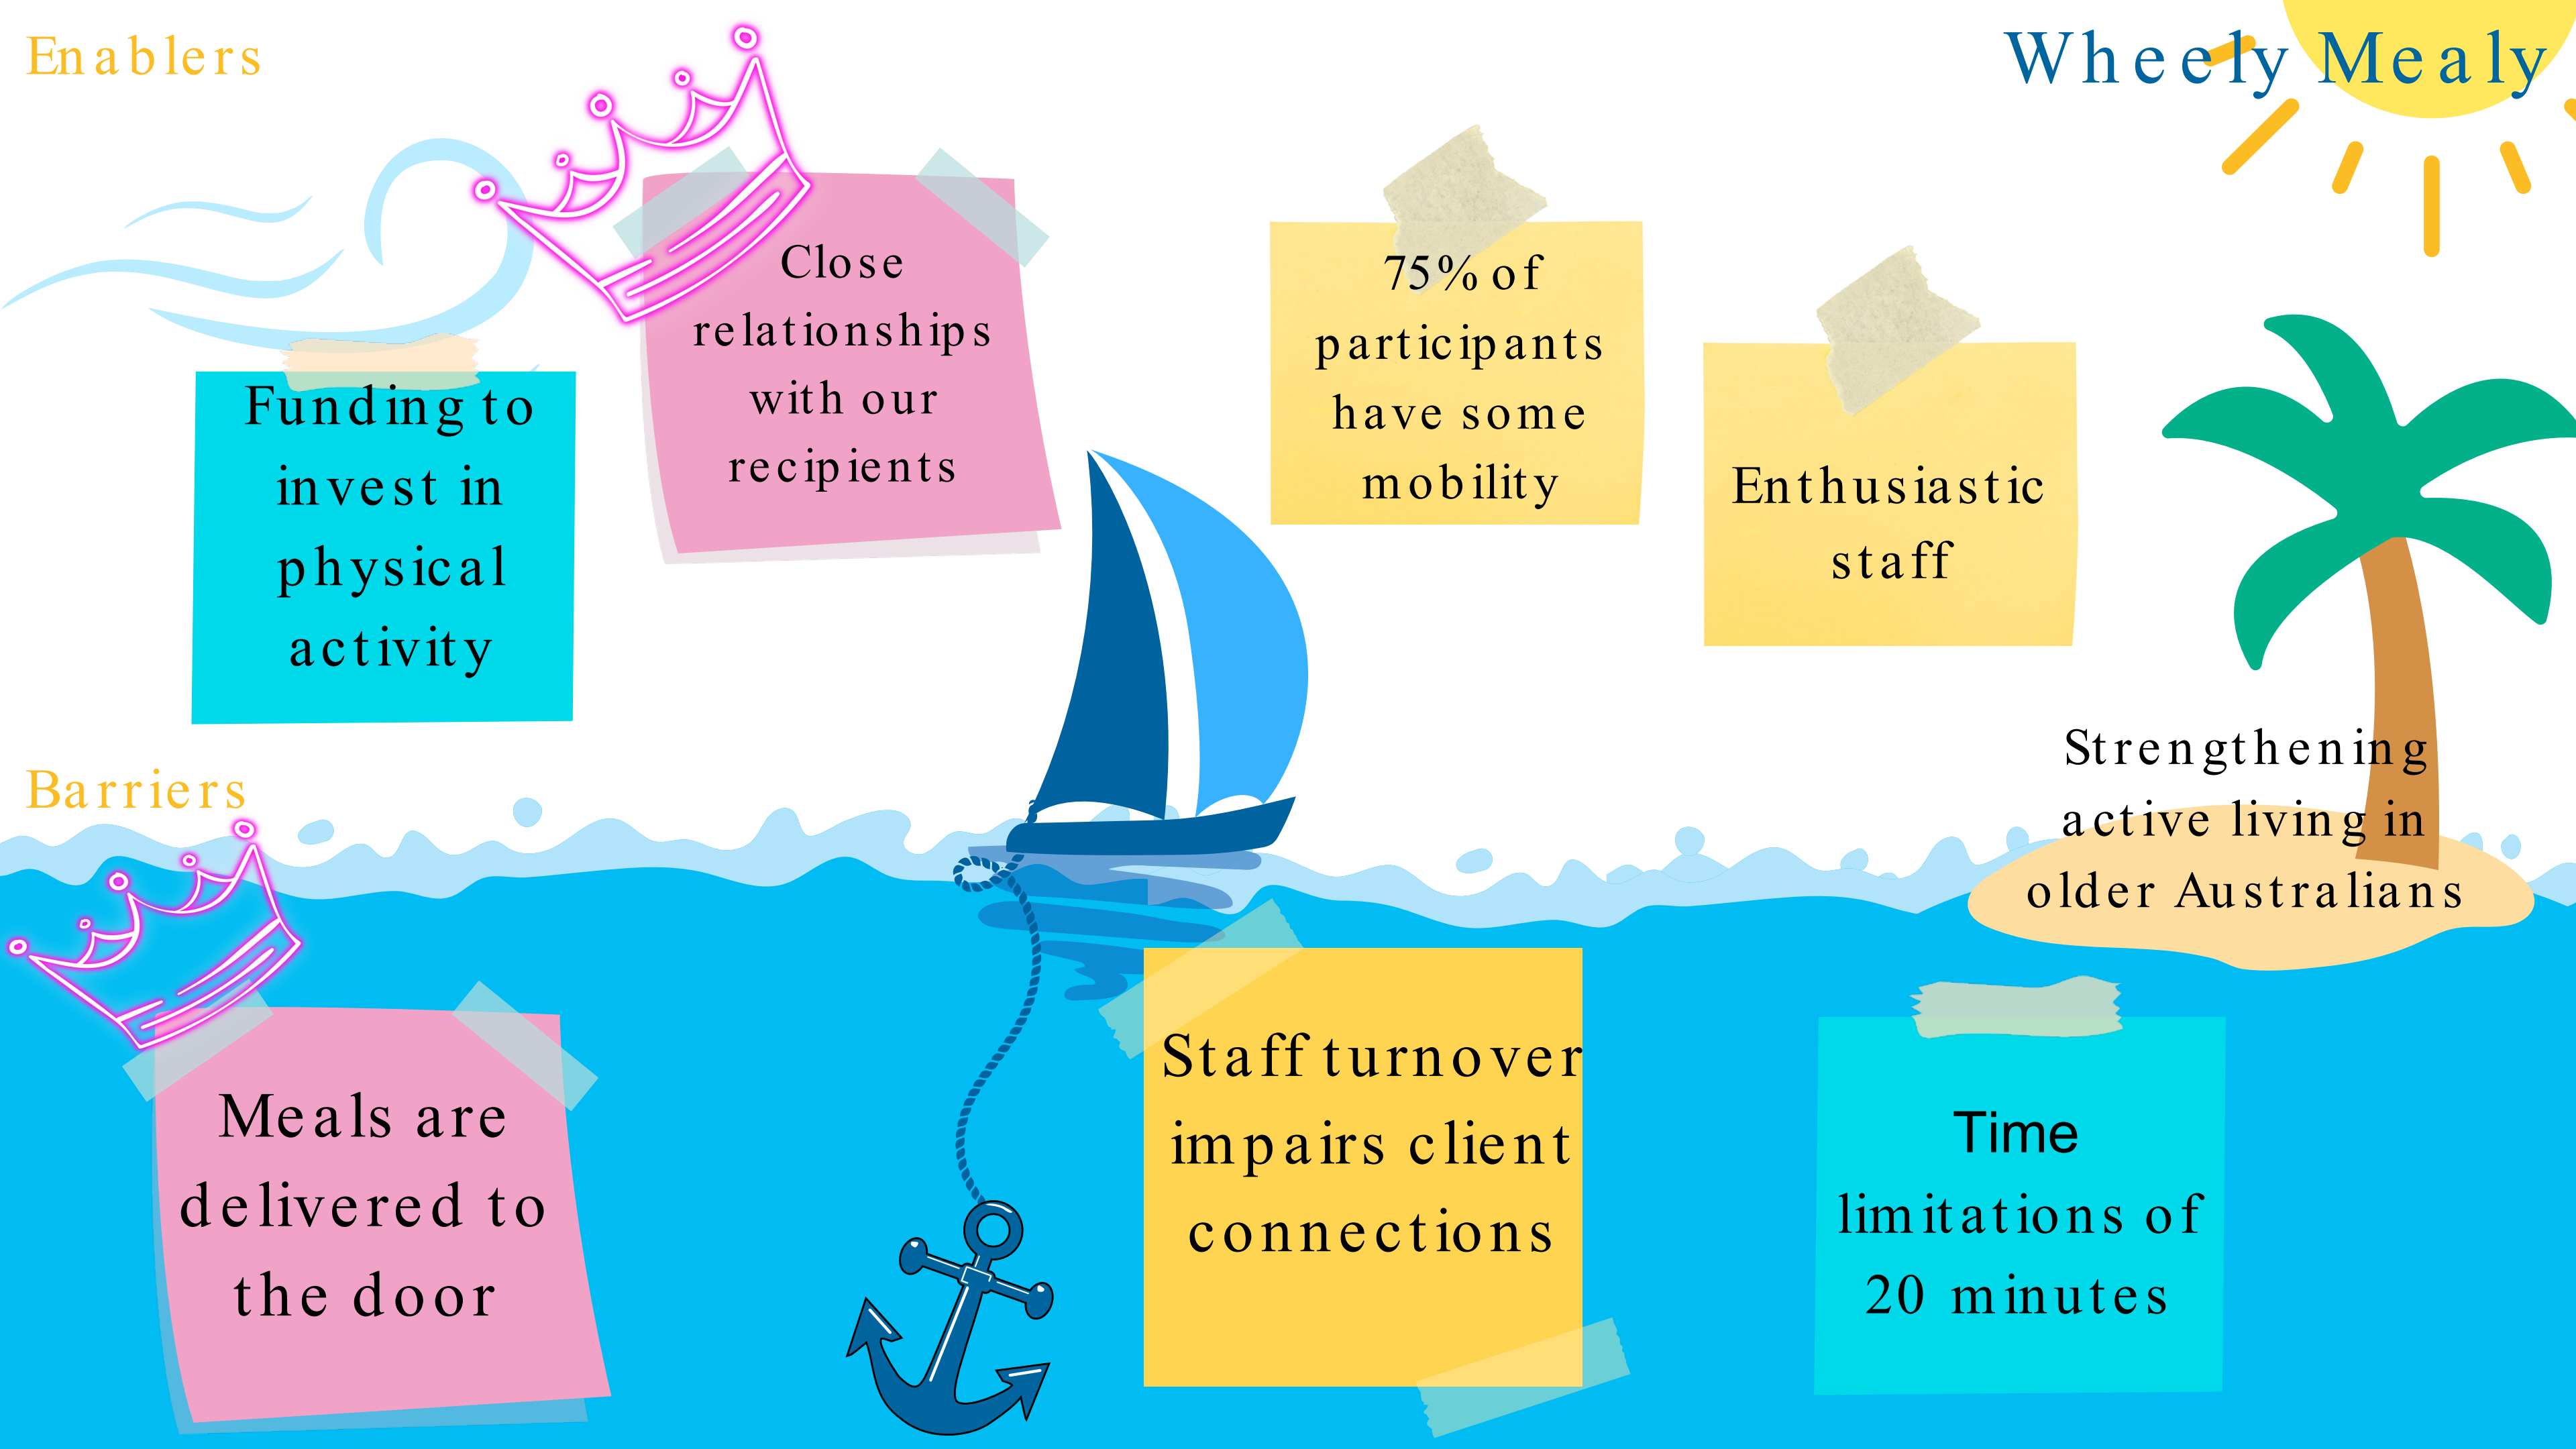 Enablers
Wheely Mealy
Close
relationships
with our
recipients
75% of
participants
have some
mobility
Funding to
invest in
physical
activity
Enthusiastic
staff
Barriers
Strengthening
active living in
older Australians
Meals are
delivered to
the door
Staff turnover
impairs client
connections
Time
limitations of
20 minutes